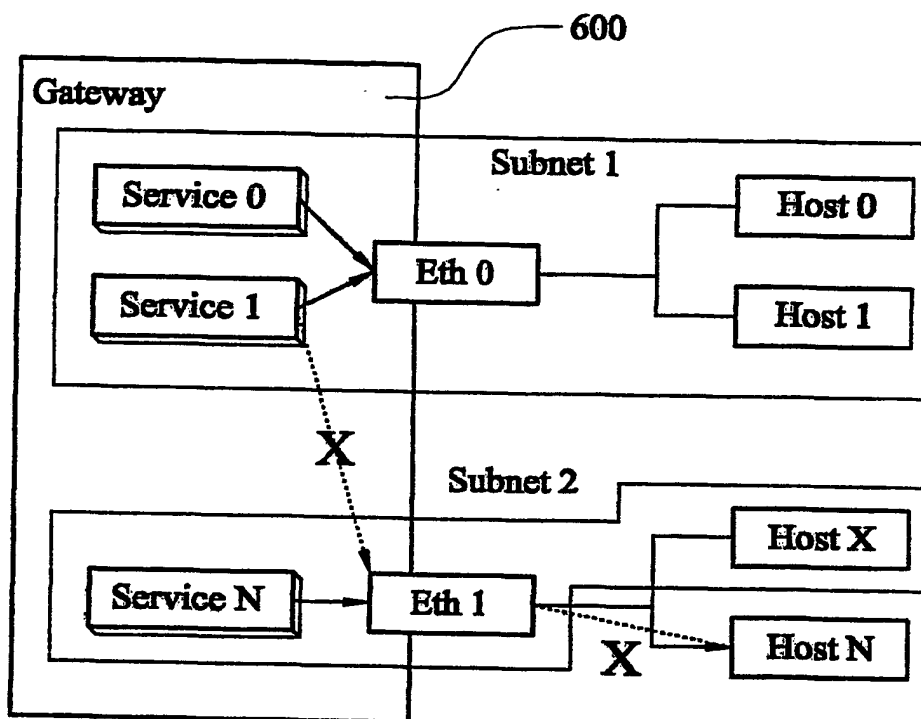 600
Gateway
Subnet 1
Service 0
Host 0
Eth 0
Service 1
Host 1
X
Subnet 2
Host X
Service N
Eth 1
X
Host N